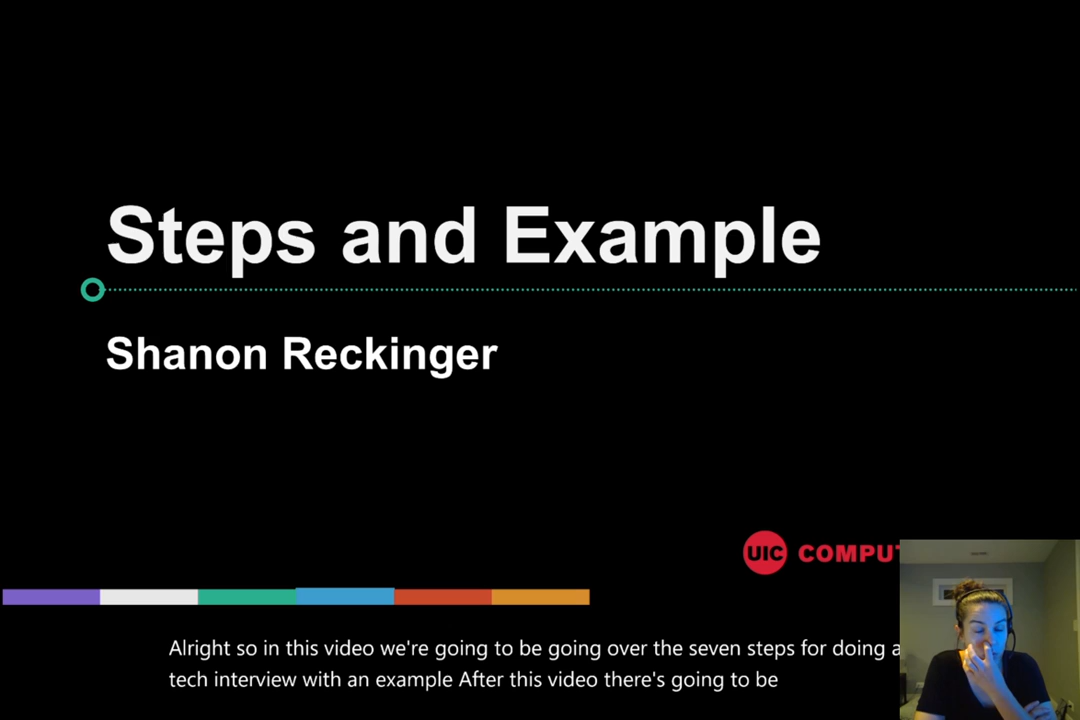 Steps and Example
Shanon Reckinger
UIC COMPUT
Alright so in this video we're going to be going over the seven steps for doing a
tech interview with an example After this video there's going to be